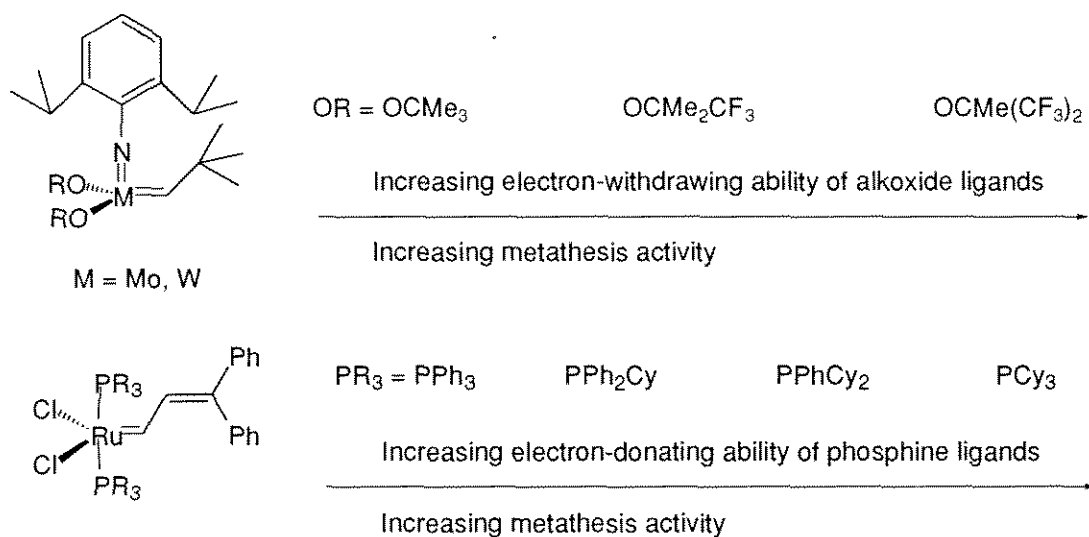 OR = OCMe₃ OCMe₂CF₃ OCMe(CF₃)₂
N
RO
M
RO
Increasing electron-withdrawing ability of alkoxide ligands
Increasing metathesis activity
M = Mo, W
Ph
PR₃
PR₃ = PPh₃ PPh₂Cy PPhCy₂ PCy₃
Cl
Ru
Ph
Cl
PR₃
Increasing electron-donating ability of phosphine ligands
Increasing metathesis activity